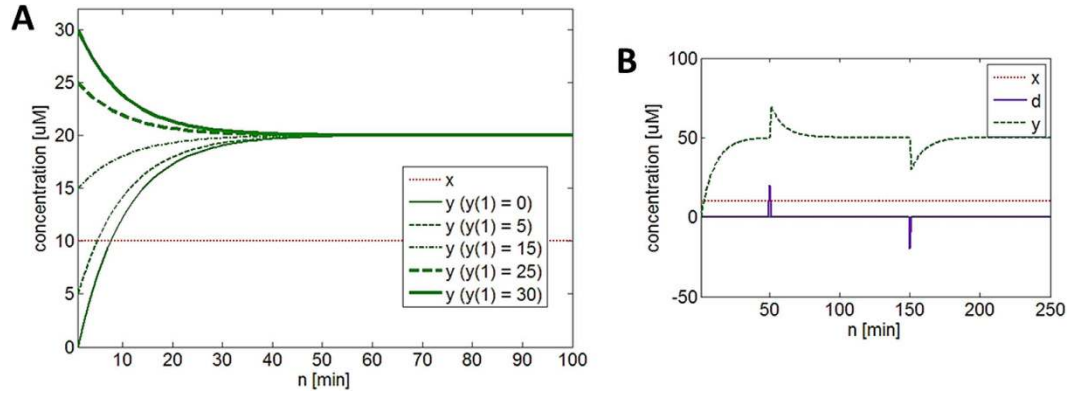 A
concentration [uM]
30
25
20
15
10
5
0
x
y (y(1) = 0)
y (y(1) = 5)
y (y(1) = 15)
y (y(1) = 25)
y (y(1) = 30)
10 20 30 40 50 60 70 80 90 100
n [min]
B
concentration [uM]
100
50
0
-50
x
d
y
50 100 150 200 250
n [min]